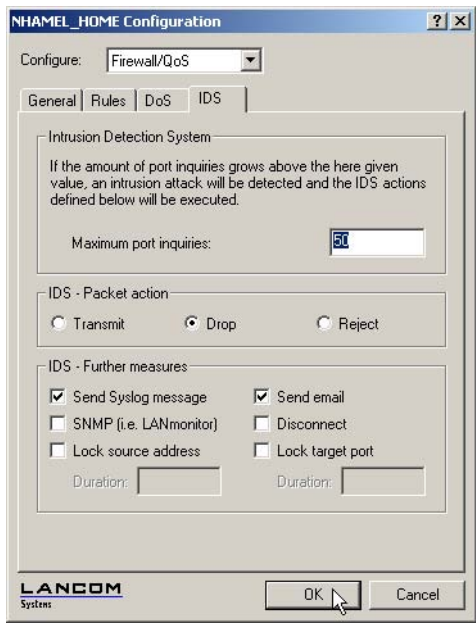 NHAMEL_HOME Configuration
Configure: Firewall/QoS
General Rules DoS IDS
Intrusion Detection System
If the amount of port inquiries grows above the here given
value, an intrusion attack will be detected and the IDS actions
defined below will be executed.
Maximum port inquiries: 50
IDS - Packet action
Transmit Drop Reject
IDS - Further measures
Send Syslog message Send email
SNMP (i.e. LANmonitor) Disconnect
Lock source address Lock target port
Duration: Duration:
LANCOM
Systems
OK Cancel